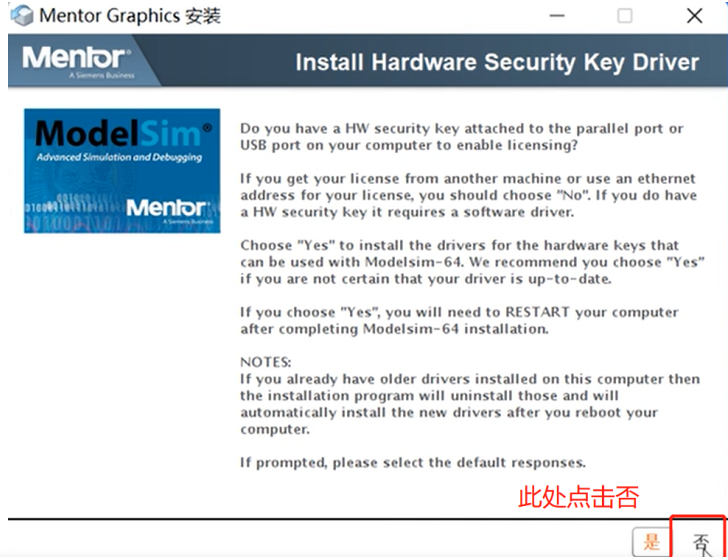 Mentor Graphics 安装
Mentor®
A Siemens Business
Install Hardware Security Key Driver
ModelSim®
Advanced Simulation and Debugging
Mentor®
A Siemens Business
Do you have a HW security key attached to the parallel port or
USB port on your computer to enable licensing?
If you get your license from another machine or use an ethernet
address for your license, you should choose "No". If you do have
a HW security key it requires a software driver.
Choose "Yes" to install the drivers for the hardware keys that
can be used with Modelsim-64. We recommend you choose "Yes"
if you are not certain that your driver is up-to-date.
If you choose "Yes", you will need to RESTART your computer
after completing Modelsim-64 installation.
NOTES:
If you already have older drivers installed on this computer then
the installation program will uninstall those and will
automatically install the new drivers after you reboot your
computer.
If prompted, please select the default responses.
此处点击否
是 否